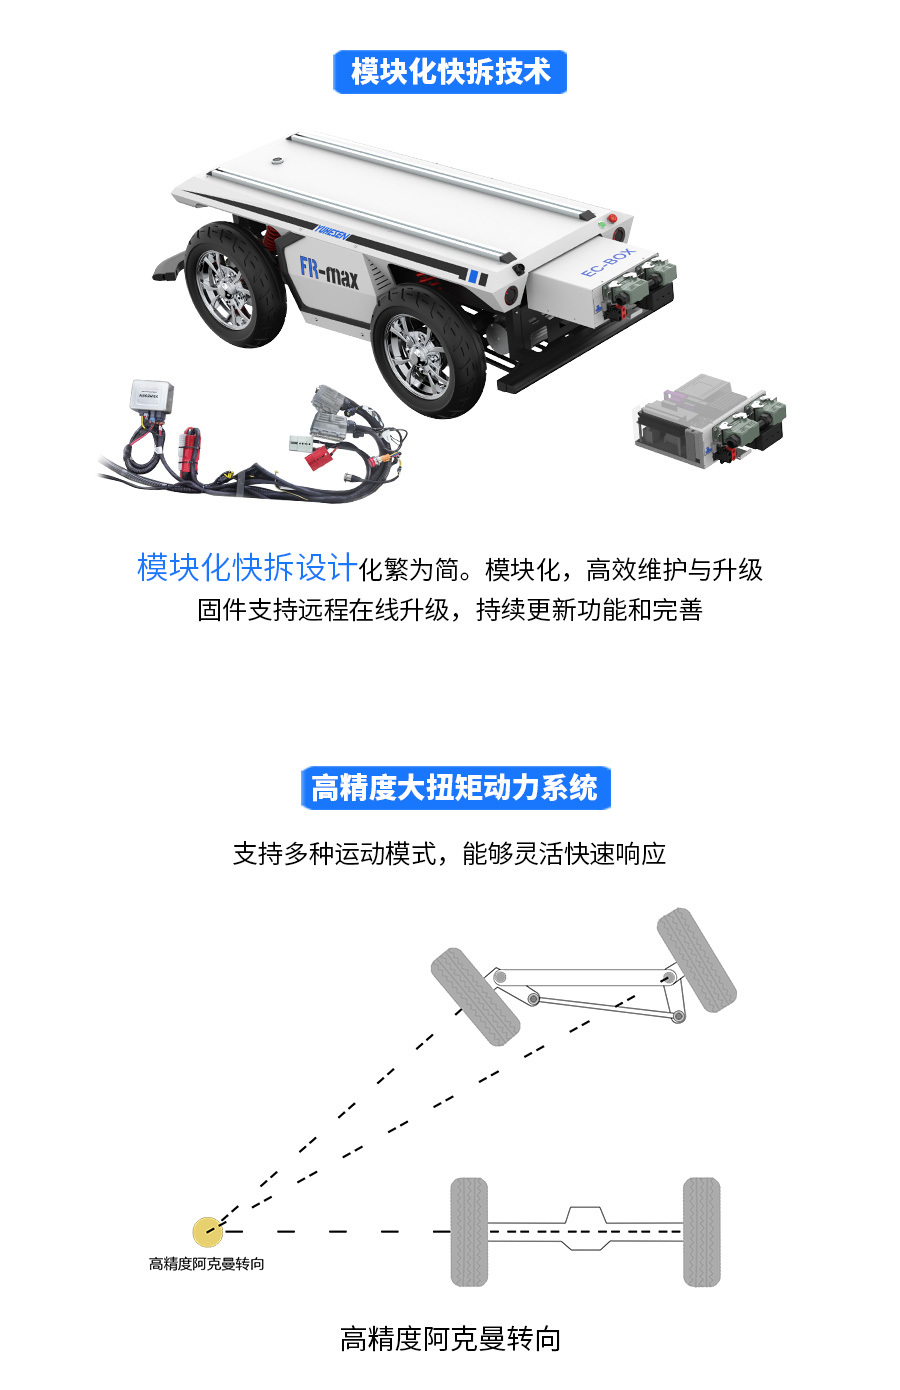 模块化快拆技术
YUHESEN
FR-max
EC-BOX
模块化快拆设计化繁为简。模块化，高效维护与升级
固件支持远程在线升级，持续更新功能和完善
高精度大扭矩动力系统
支持多种运动模式，能够灵活快速响应
高精度阿克曼转向
高精度阿克曼转向